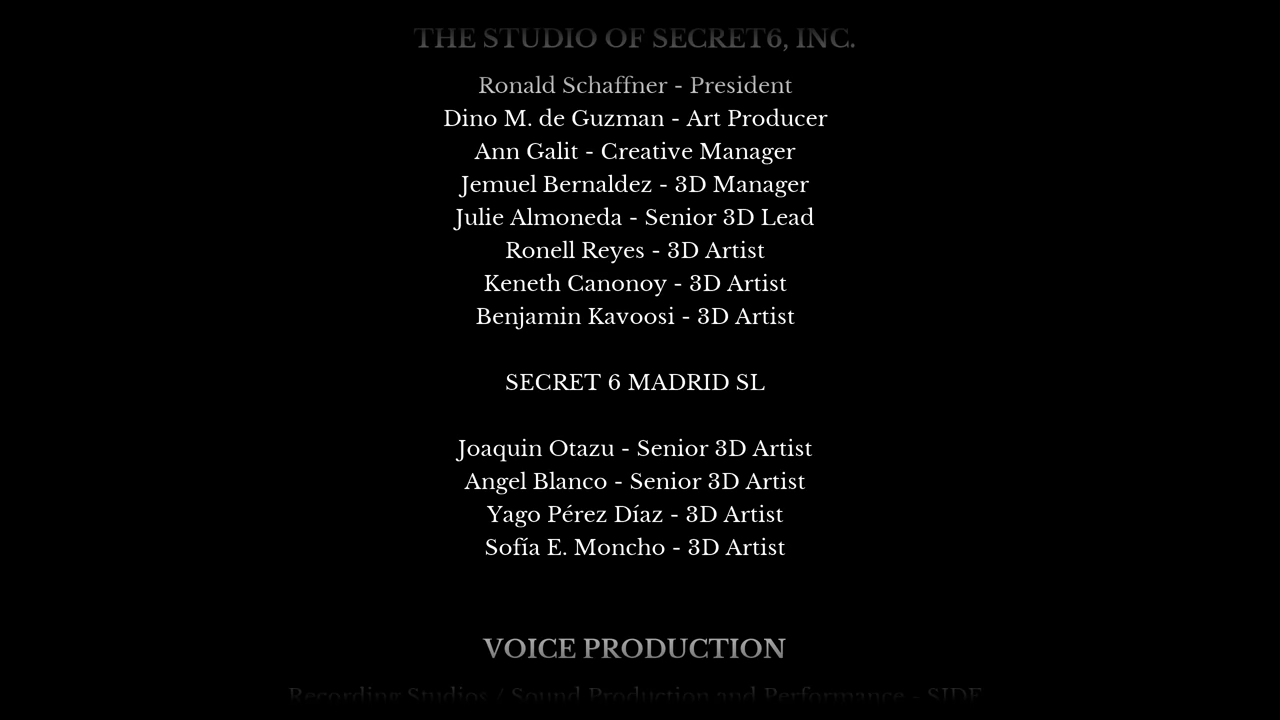 THE STUDIO OF SECRET6, INC.
Ronald Schaffner - President
Dino M. de Guzman - Art Producer
Ann Galit - Creative Manager
Jemuel Bernaldez - 3D Manager
Julie Almoneda - Senior 3D Lead
Ronell Reyes - 3D Artist
Keneth Canonoy - 3D Artist
Benjamin Kavoosi - 3D Artist
SECRET 6 MADRID SL
Joaquin Otazu - Senior 3D Artist
Angel Blanco - Senior 3D Artist
Yago Pérez Díaz - 3D Artist
Sofía E. Moncho - 3D Artist
VOICE PRODUCTION
Recording Studios / Sound Production and Performance - SIDE